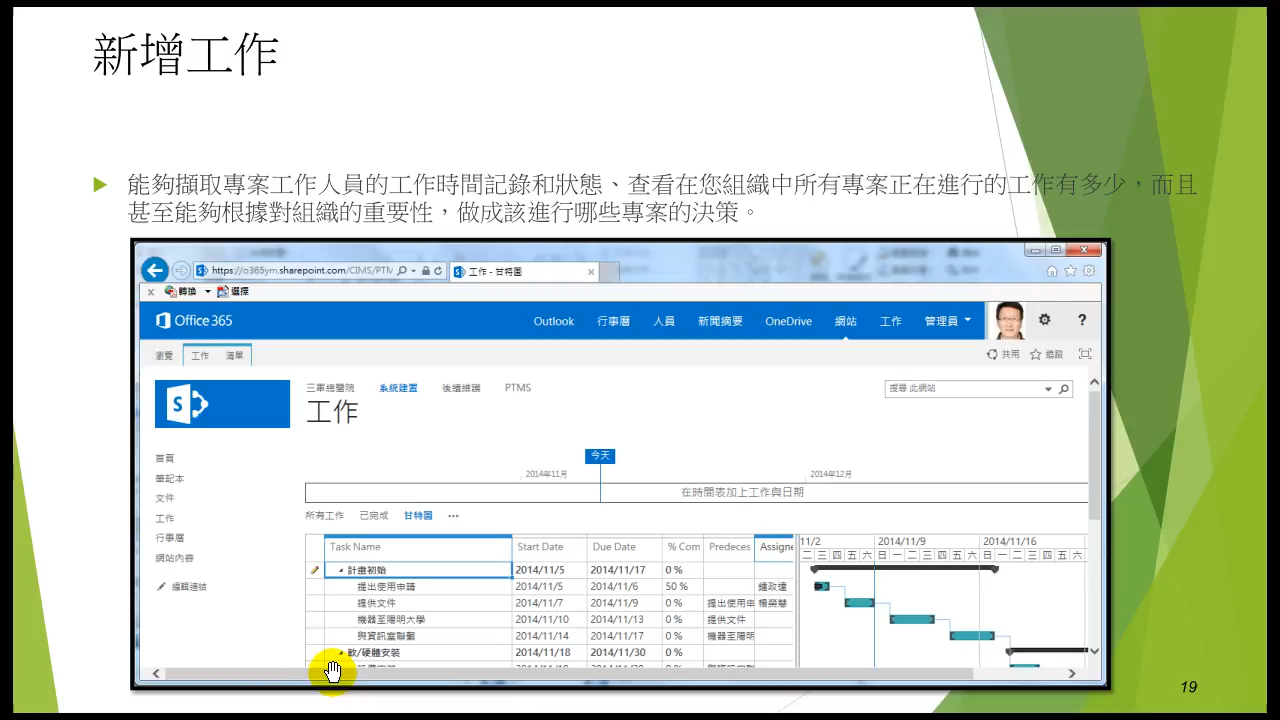 新增工作
能夠擷取專案工作人員的工作時間記錄和狀態、查看在您組織中所有專案正在進行的工作有多少，而且
甚至能夠根據對組織的重要性，做成該進行哪些專案的決策。
https://o365ym.sharepoint.com/CIMS/PTM
工作 - 甘特圖
x 轉換 選擇
Office 365 Outlook 行事曆 人員 新聞摘要 OneDrive 網站 工作 管理員 ?
瀏覽 工作 清單 共用 追蹤
三軍總醫院 系統建置 後續維護 PTMS
搜尋 此網站
S
工作
今天
2014年11月 2014年12月
在時間表加上工作與日期
首頁
筆記本
文件
工作
行事曆
網站內容
編輯連結
所有工作 已完成 甘特圖 ...
Task Name Start Date Due Date % Com Predeces Assigne 11/2 2014/11/9 2014/11/16
二 三 四 五 六 日 一 二 三 四 五 六 日 一 二 三 四 五 六
計畫初始 2014/11/5 2014/11/17 0 %
提出使用申請 2014/11/5 2014/11/6 50 % 鍾政達
提供文件 2014/11/7 2014/11/9 0 % 提出使用申 楊榮慧
機器至陽明大學 2014/11/10 2014/11/13 0 % 提供文件
與資訊室聯繫 2014/11/14 2014/11/17 0 % 機器至陽明
軟/硬體安裝 2014/11/18 2014/11/30 0 %
19